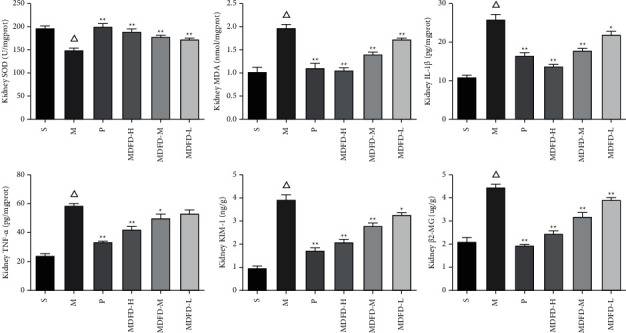 Kidney SOD (U/mgprot)
250
200
150
100
50
0
△
**
**
**
**
S
M
P
MDFD-H
MDFD-M
MDFD-L
Kidney MDA (nmol/mgprot)
2.5
2.0
1.5
1.0
0.5
0.0
△
**
**
**
**
S
M
P
MDFD-H
MDFD-M
MDFD-L
Kidney IL-1β (pg/mgprot)
30
20
10
0
△
**
**
**
*
S
M
P
MDFD-H
MDFD-M
MDFD-L
Kidney TNF-α (pg/mgprot)
80
60
40
20
0
△
**
**
*
S
M
P
MDFD-H
MDFD-M
MDFD-L
Kidney KIM-1 (ng/g)
5
4
3
2
1
0
△
**
**
**
*
S
M
P
MDFD-H
MDFD-M
MDFD-L
Kidney β2-MG (ug/g)
5
4
3
2
1
0
△
**
**
**
**
S
M
P
MDFD-H
MDFD-M
MDFD-L